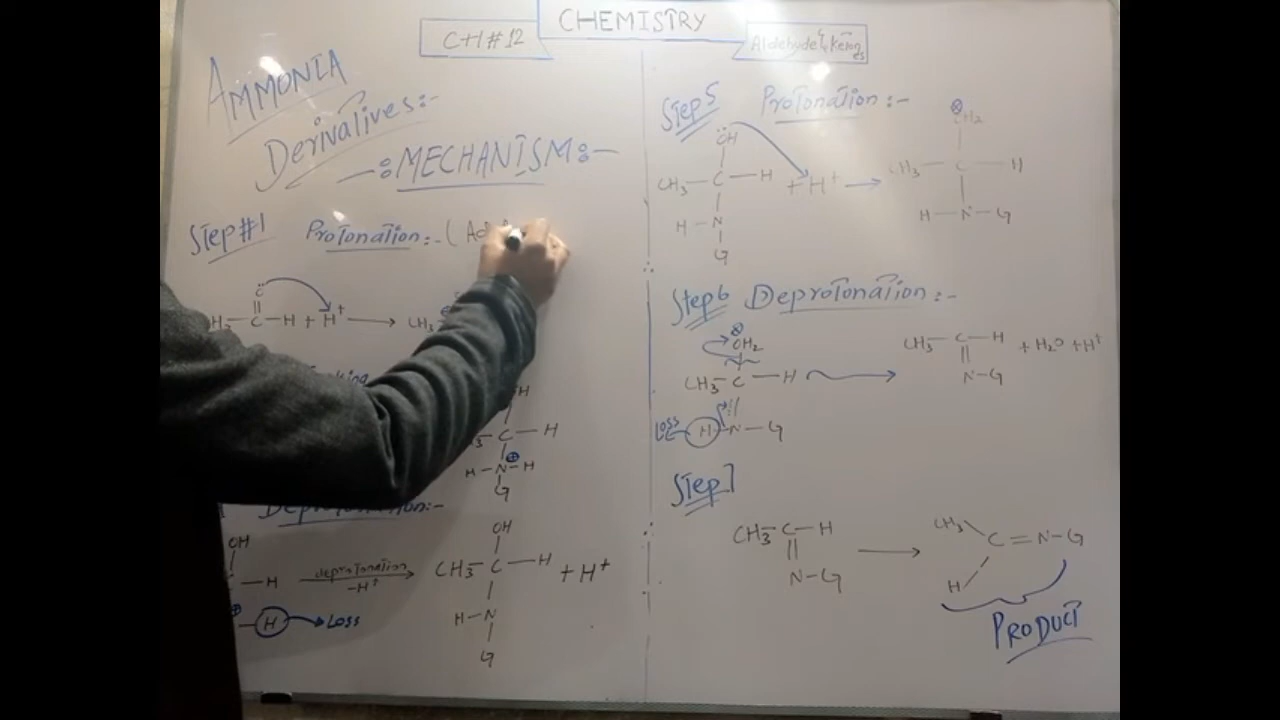 CHEMISTRY
CH#12
Aldehyde & Ketones
AMMONIA
Derivatives:-
MECHANISM:-
Step#1 Protonation:- (Ad
C H + H+ → CH3
H
C H
H N ⊕ H
G
Deprotonation:-
OH
H deprotonation
-H+
⊕
H → Loss
OH
CH3 C H + H+
H N
G
Step 5 Protonation:-
OH
CH3 C H + H+ →
H N
G
⊕
OH2
CH3 C H
H N G
Step 6 Deprotonation:-
⊕
OH2
CH3 C H →
Loss H N G
CH3 C H + H2O + H+
N-G
Step 7
CH3 C H →
N-G
CH3
C = N-G
H
PRODUCT